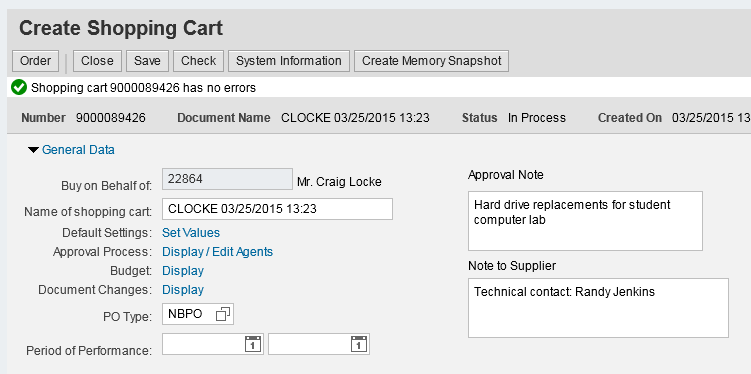 Create Shopping Cart
Order Close Save Check System Information Create Memory Snapshot
Shopping cart 9000089426 has no errors
Number 9000089426 Document Name CLOCKE 03/25/2015 13:23 Status In Process Created On 03/25/2015 13
General Data
Buy on Behalf of: 22864 Mr. Craig Locke
Name of shopping cart: CLOCKE 03/25/2015 13:23
Default Settings: Set Values
Approval Process: Display / Edit Agents
Budget: Display
Document Changes: Display
PO Type: NBPO
Period of Performance:
Approval Note
Hard drive replacements for student
computer lab
Note to Supplier
Technical contact: Randy Jenkins